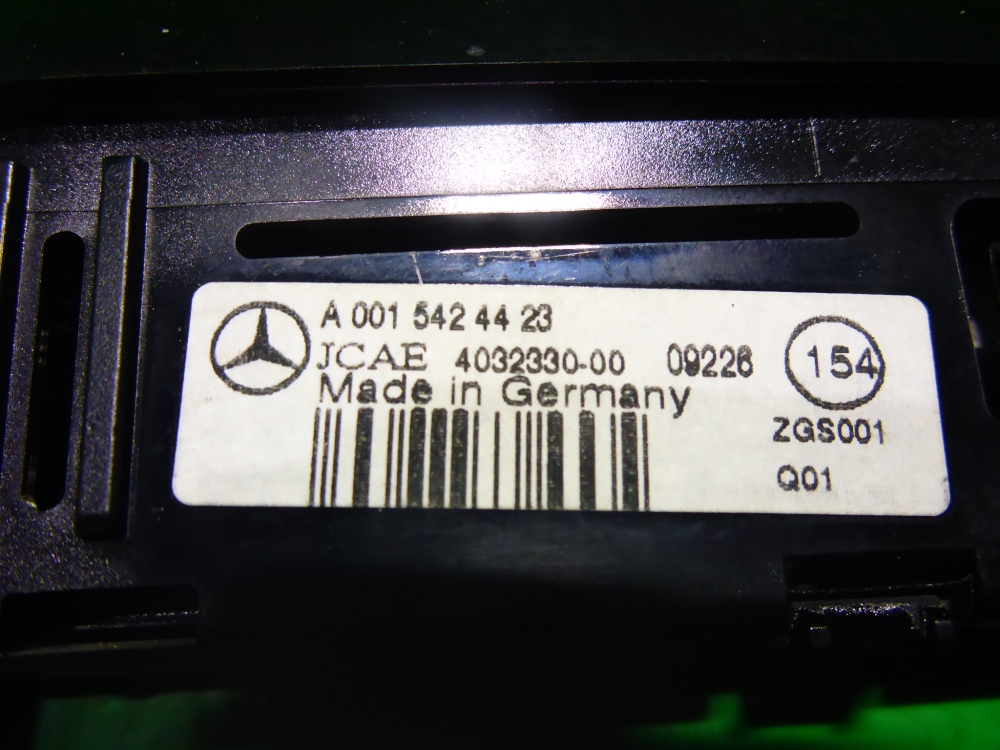 A 001 542 44 23
JCAE 4032330-00 09226
154
Made in Germany
ZGS001
Q01